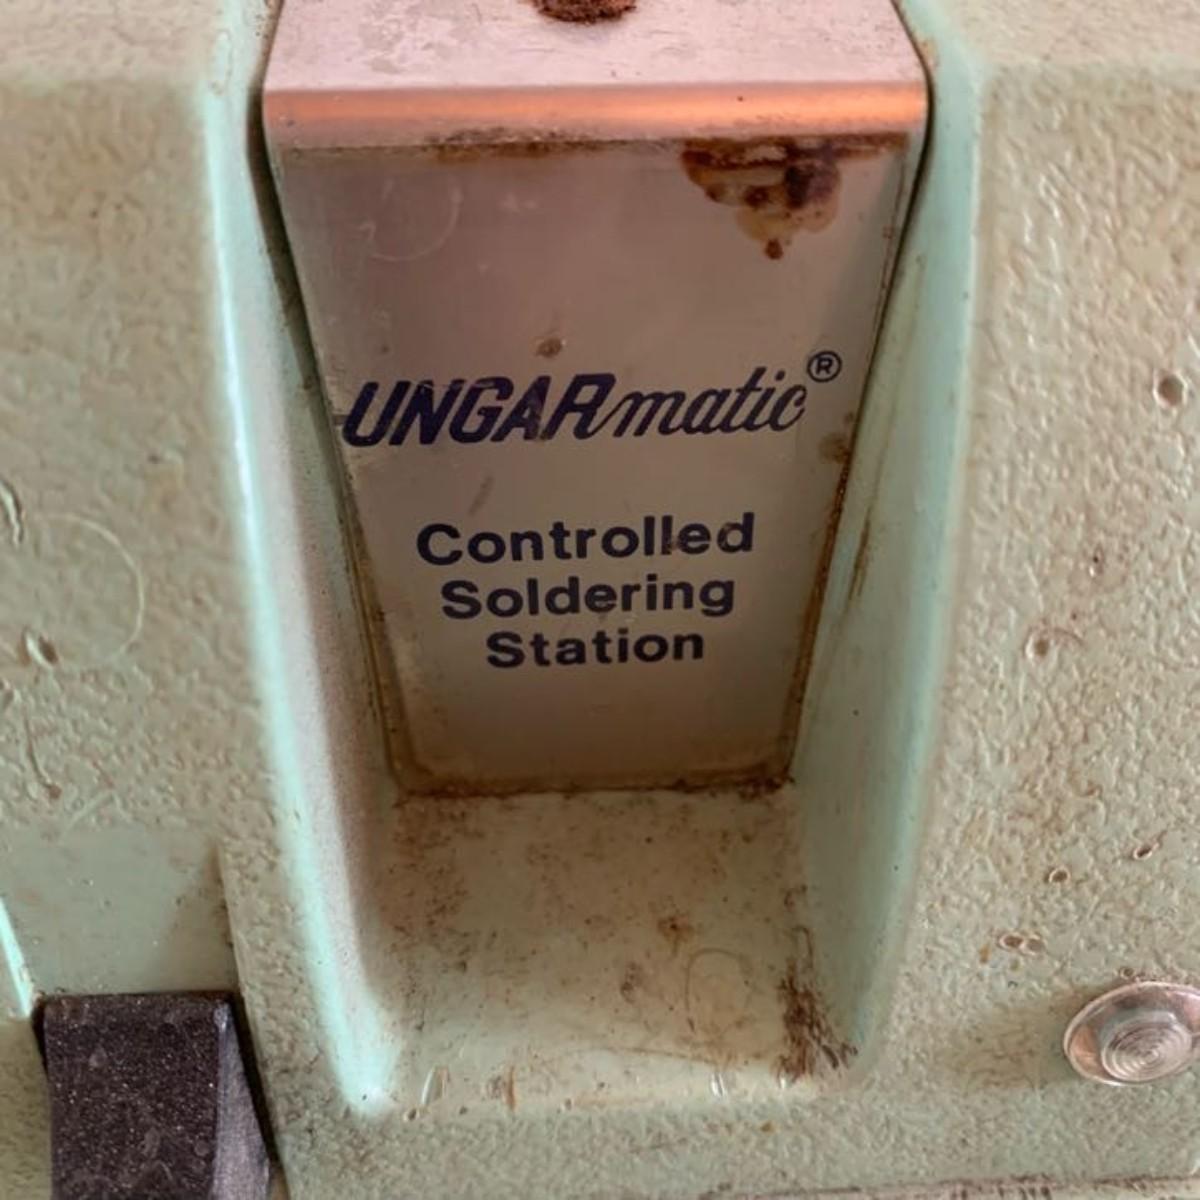 UNGARmatic®
Controlled
Soldering
Station